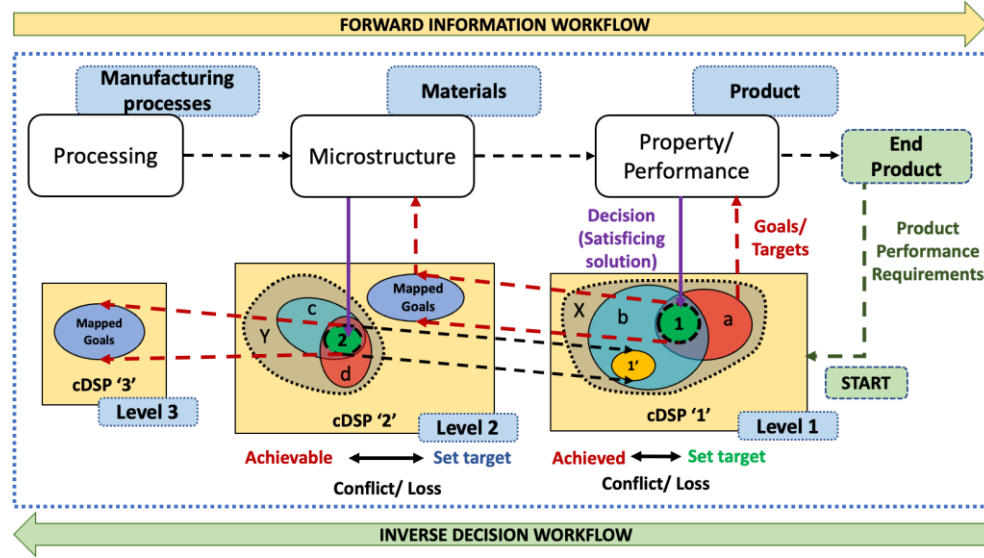 FORWARD INFORMATION WORKFLOW
Manufacturing
processes
Materials
Product
Processing
Microstructure
Property/
Performance
End
Product
Decision
(Satisficing
solution)
Goals/
Targets
Product
Performance
Requirements
Mapped
Goals
cDSP ‘3’
Level 3
Y
c
2
d
Mapped
Goals
cDSP ‘2’
Level 2
X
b
1
a
1'
cDSP ‘1’
Level 1
START
Achievable
Set target
Conflict/ Loss
Achieved
Set target
Conflict/ Loss
INVERSE DECISION WORKFLOW